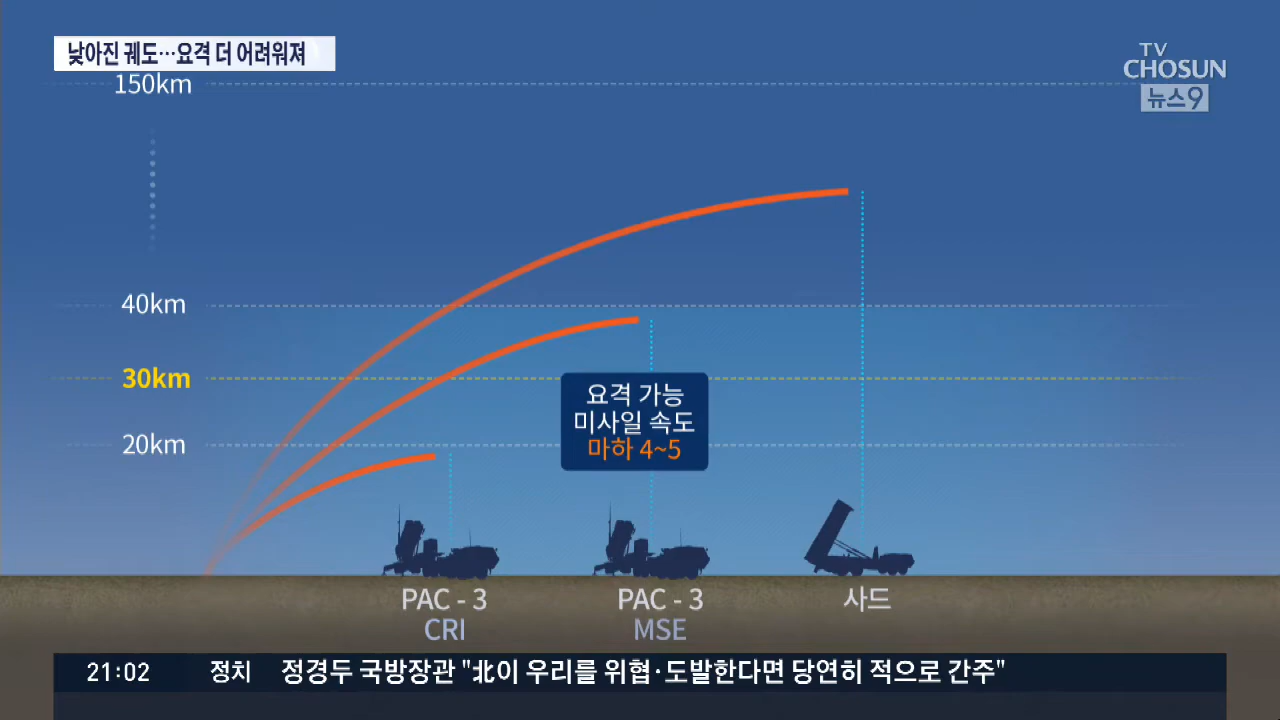 낮아진 궤도…요격 더 어려워져
TV
CHOSUN
뉴스9
150km
40km
30km
20km
요격 가능
미사일 속도
마하 4~5
PAC - 3
CRI
PAC - 3
MSE
사드
21:02 정치 정경두 국방장관 "北이 우리를 위협·도발한다면 당연히 적으로 간주"